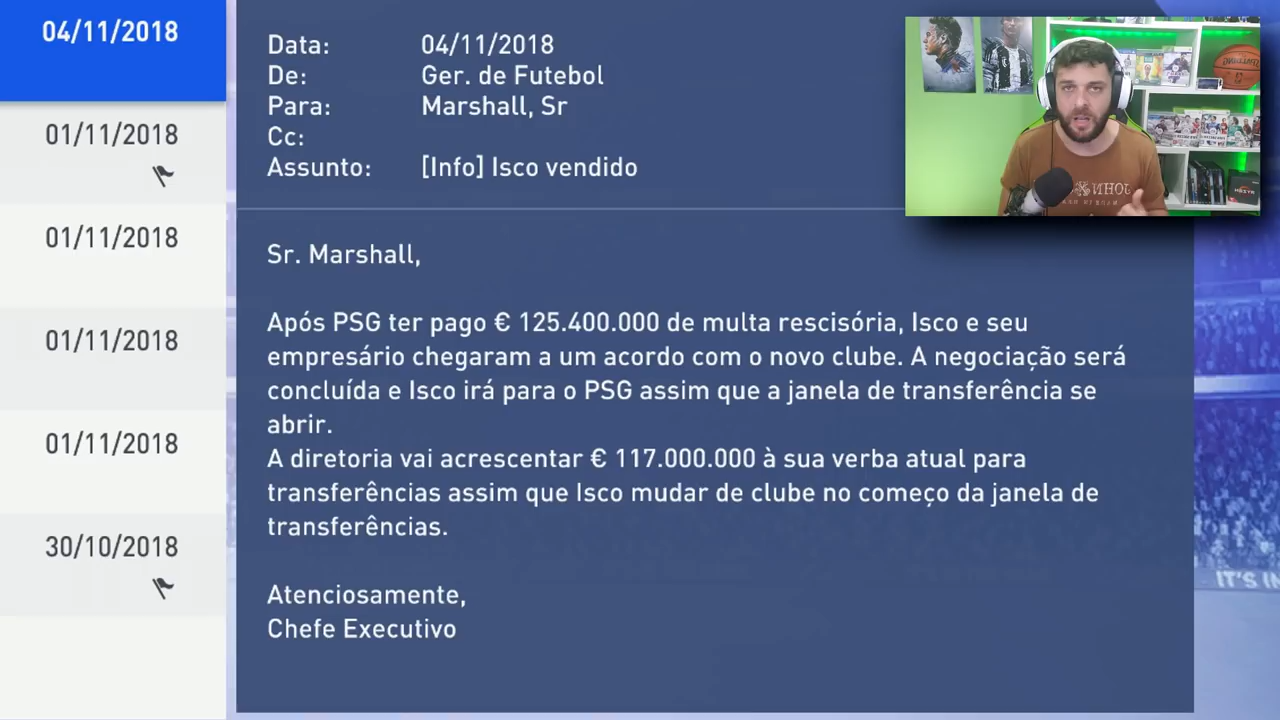 04/11/2018
01/11/2018
01/11/2018
01/11/2018
01/11/2018
30/10/2018
Data: 04/11/2018
De: Ger. de Futebol
Para: Marshall, Sr
Cc:
Assunto: [Info] Isco vendido
Sr. Marshall,
Após PSG ter pago € 125.400.000 de multa rescisória, Isco e seu
empresário chegaram a um acordo com o novo clube. A negociação será
concluída e Isco irá para o PSG assim que a janela de transferência se
abrir.
A diretoria vai acrescentar € 117.000.000 à sua verba atual para
transferências assim que Isco mudar de clube no começo da janela de
transferências.
Atenciosamente,
Chefe Executivo
IT'S IN